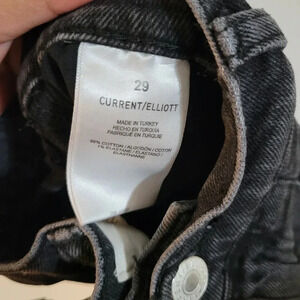 29
CURRENT/ELLIOTT
MADE IN TURKEY
HECHO EN TURQUÍA
FABRIQUÉ EN TURQUIE
99% COTTON / ALGODÓN / COTON
1% ELASTANE / ELASTANO /
ELASTHANNE